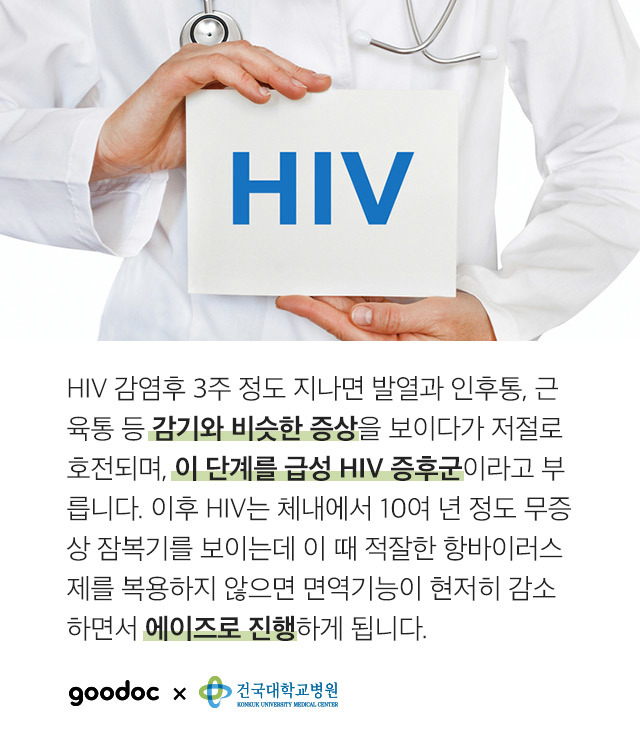 HIV
HIV 감염후 3주 정도 지나면 발열과 인후통, 근
육통 등 감기와 비슷한 증상을 보이다가 저절로
호전되며, 이 단계를 급성 HIV 증후군이라고 부
릅니다. 이후 HIV는 체내에서 10여 년 정도 무증
상 잠복기를 보이는데 이 때 적잘한 항바이러스
제를 복용하지 않으면 면역기능이 현저히 감소
하면서 에이즈로 진행하게 됩니다.
goodoc x 건국대학교병원
KONKUK UNIVERSITY MEDICAL CENTER